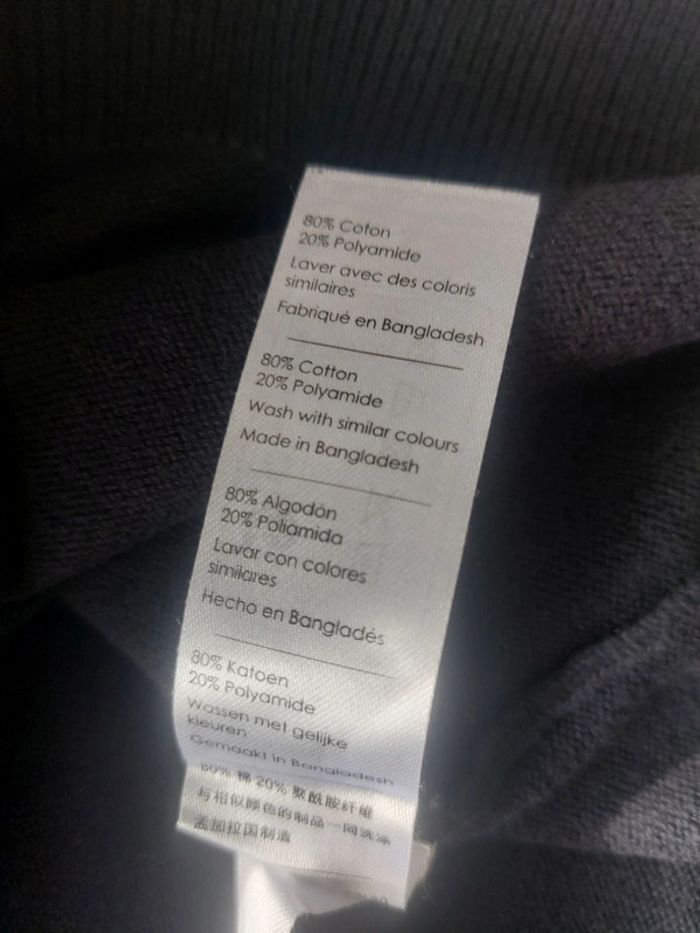 80% Coton
20% Polyamide
Laver avec des coloris
similaires
Fabriqué en Bangladesh
80% Cotton
20% Polyamide
Wash with similar colours
Made in Bangladesh
80% Algodón
20% Poliamida
Lavar con colores
similares
Hecho en Bangladés
80% Katoen
20% Polyamide
Wassen met gelijke
kleuren
Gemaakt in Bangladesh
80% 棉 20% 聚酰胺纤维
与相似颜色的制品一同洗涤
孟加拉国制造